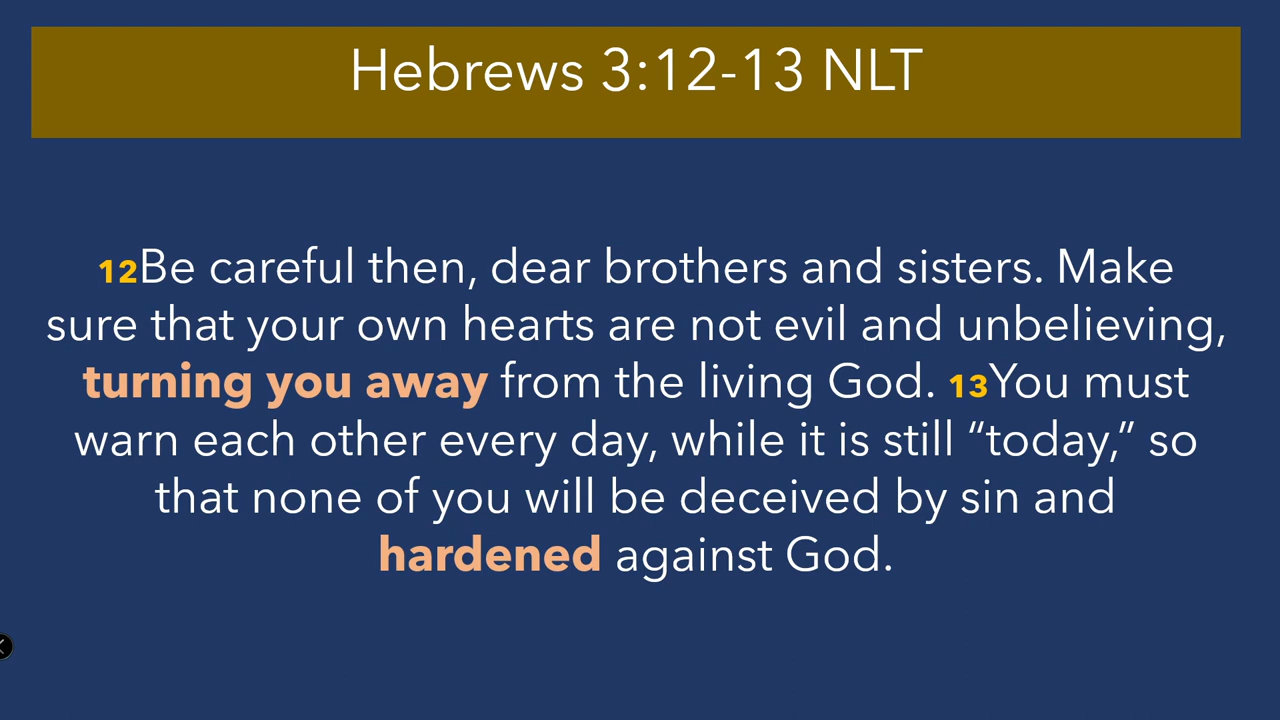 Hebrews 3:12-13 NLT
12Be careful then, dear brothers and sisters. Make
sure that your own hearts are not evil and unbelieving,
turning you away from the living God. 13You must
warn each other every day, while it is still “today,” so
that none of you will be deceived by sin and
hardened against God.